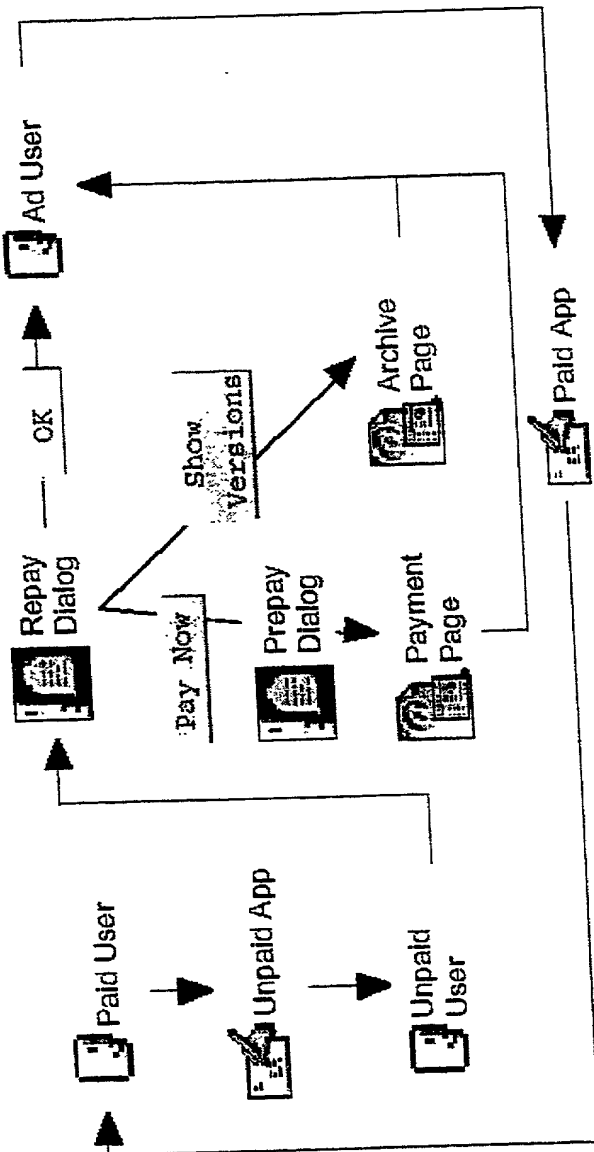 Paid User
Unpaid App
Unpaid
User
Repay
Dialog
OK
Pay Now
Show
Versions
Prepay
Dialog
Payment
Page
Archive
Page
Ad User
Paid App